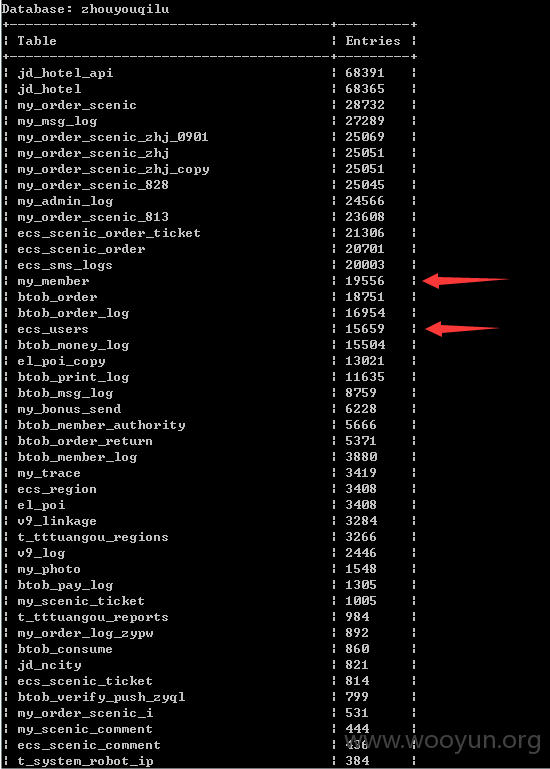 Database: zhouyouqilu
Table Entries
jd_hotel_api 68391
jd_hotel 68365
my_order_scenic 28732
my_msg_log 27289
my_order_scenic_zhj_0901 25069
my_order_scenic_zhj 25051
my_order_scenic_zhj_copy 25051
my_order_scenic_828 25045
my_admin_log 24566
my_order_scenic_813 23608
ecs_scenic_order_ticket 21306
ecs_scenic_order 20701
ecs_sms_logs 20003
my_member 19556
btob_order 18751
btob_order_log 16954
ecs_users 15659
btob_money_log 15504
el_poi_copy 13021
btob_print_log 11635
btob_msg_log 8759
my_bonus_send 6228
btob_member_authority 5666
btob_order_return 5371
btob_member_log 3880
my_trace 3419
ecs_region 3408
el_poi 3408
v9_linkage 3284
t_tttuangou_regions 3266
v9_log 2446
my_photo 1548
btob_pay_log 1305
my_scenic_ticket 1005
t_tttuangou_reports 984
my_order_log_zypw 892
btob_consume 860
jd_ncity 821
ecs_scenic_ticket 814
btob_verify_push_zyql 799
my_order_scenic_i 531
my_scenic_comment 444
ecs_scenic_comment 436
t_system_robot_ip 384
www.wooyun.org